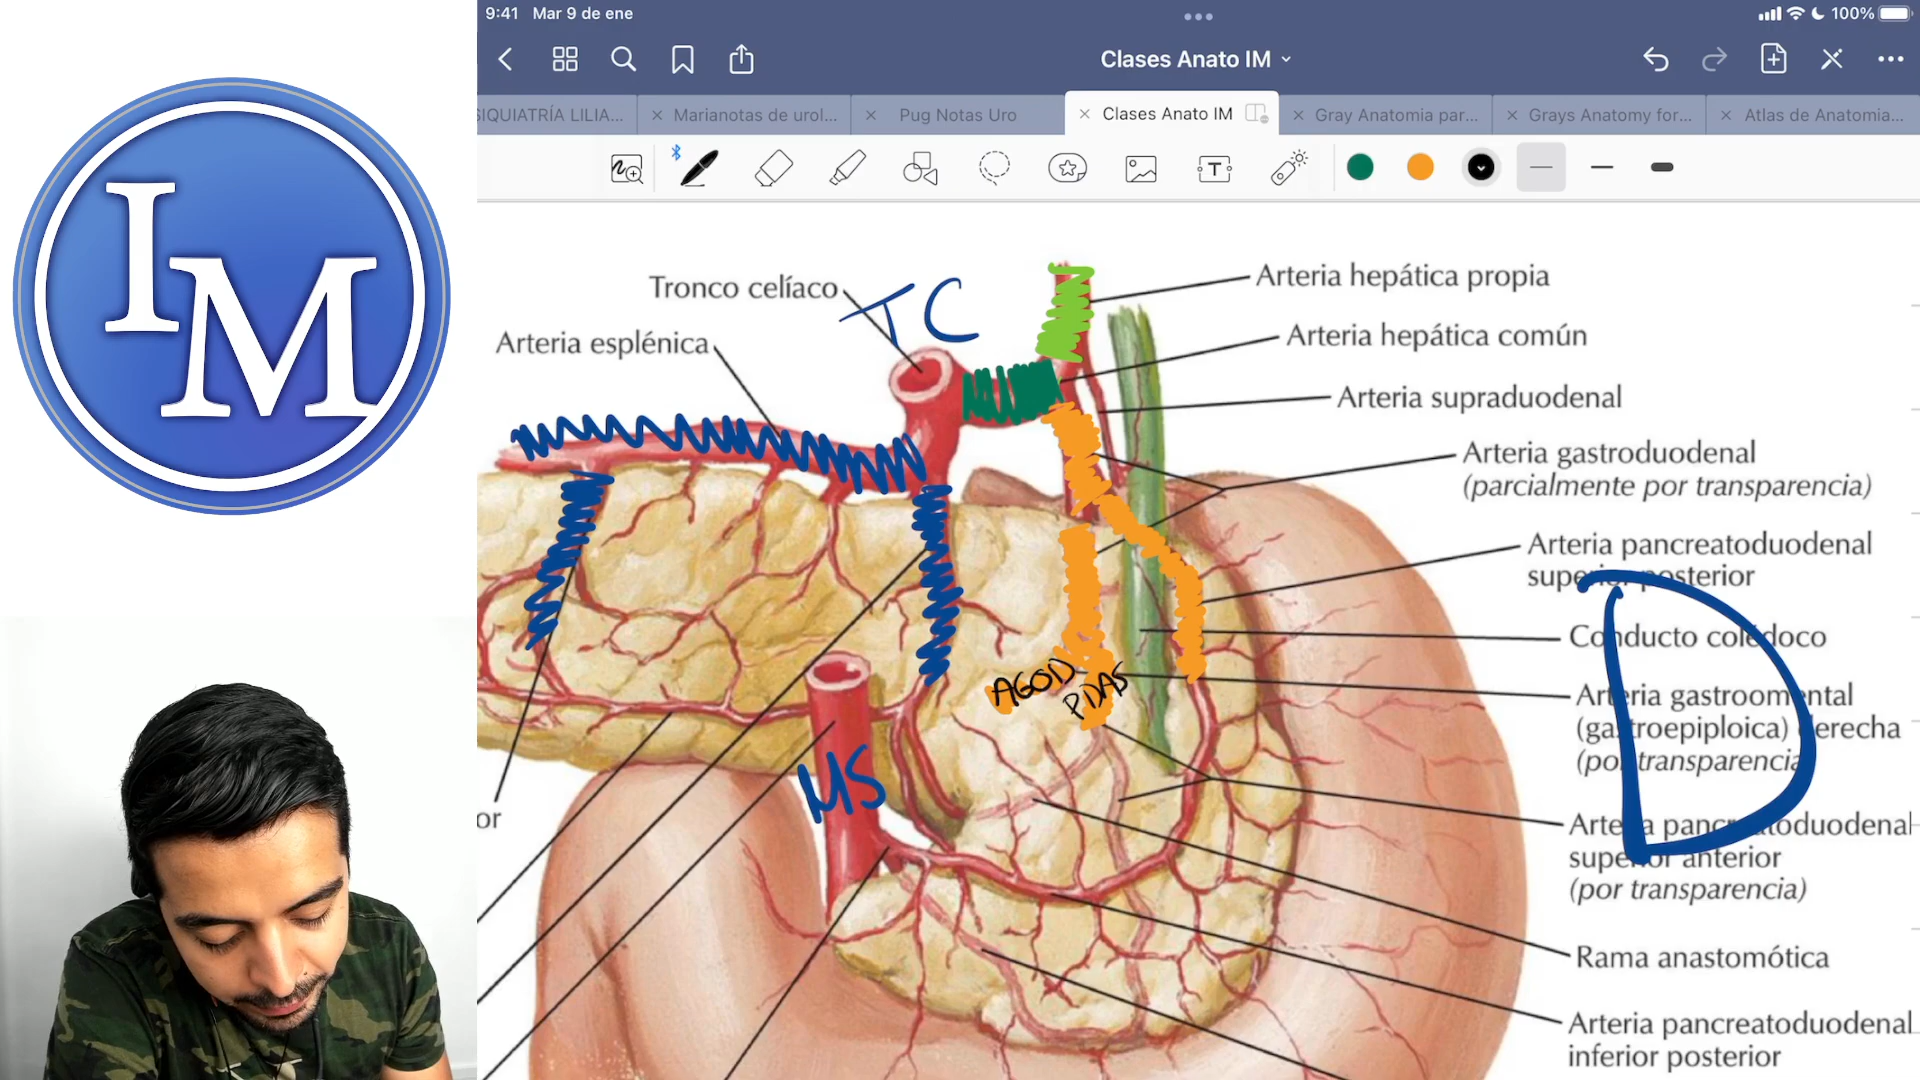 9:41 Mar 9 de ene
100%
Clases Anato IM
SIQUIATRÍA LILIA...
Marianotas de urol...
Pug Notas Uro
Clases Anato IM
Gray Anatomia par...
Grays Anatomy for...
Atlas de Anatomia...
T
IM
Tronco celíaco
TC
Arteria esplénica
Arteria hepática propia
Arteria hepática común
Arteria supraduodenal
Arteria gastroduodenal
(parcialmente por transparencia)
Arteria pancreatoduodenal
superior posterior
D
Conducto colédoco
Arteria gastroomental
(gastroepiploica) derecha
(por transparencia)
AGOD
PDAS
MS
or
Arteria pancreatoduodenal
superior anterior
(por transparencia)
Rama anastomótica
Arteria pancreatoduodenal
inferior posterior